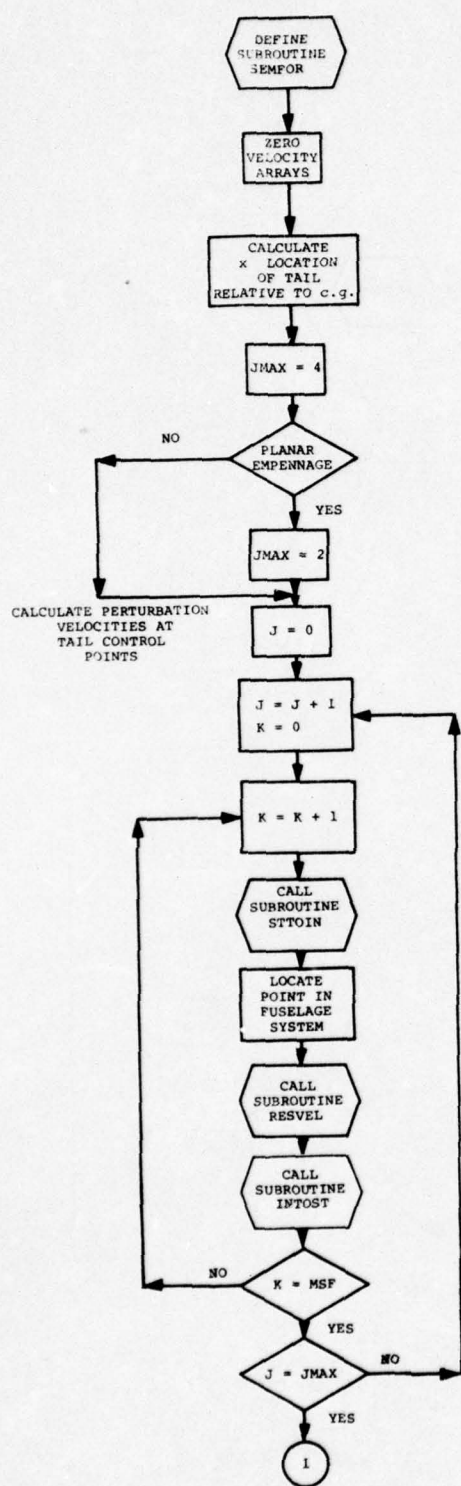 DEFINE
SUBROUTINE
SEMFOR
ZERO
VELOCITY
ARRAYS
CALCULATE
x LOCATION
OF TAIL
RELATIVE TO c.g.
JMAX = 4
NO
PLANAR
EMPENNAGE
YES
JMAX = 2
CALCULATE PERTURBATION
VELOCITIES AT
TAIL CONTROL
POINTS
J = 0
J = J + 1
K = 0
K = K + 1
CALL
SUBROUTINE
STTOIN
LOCATE
POINT IN
FUSELAGE
SYSTEM
CALL
SUBROUTINE
RESVEL
CALL
SUBROUTINE
INTOST
NO
K = MSF
YES
J = JMAX
NO
YES
1